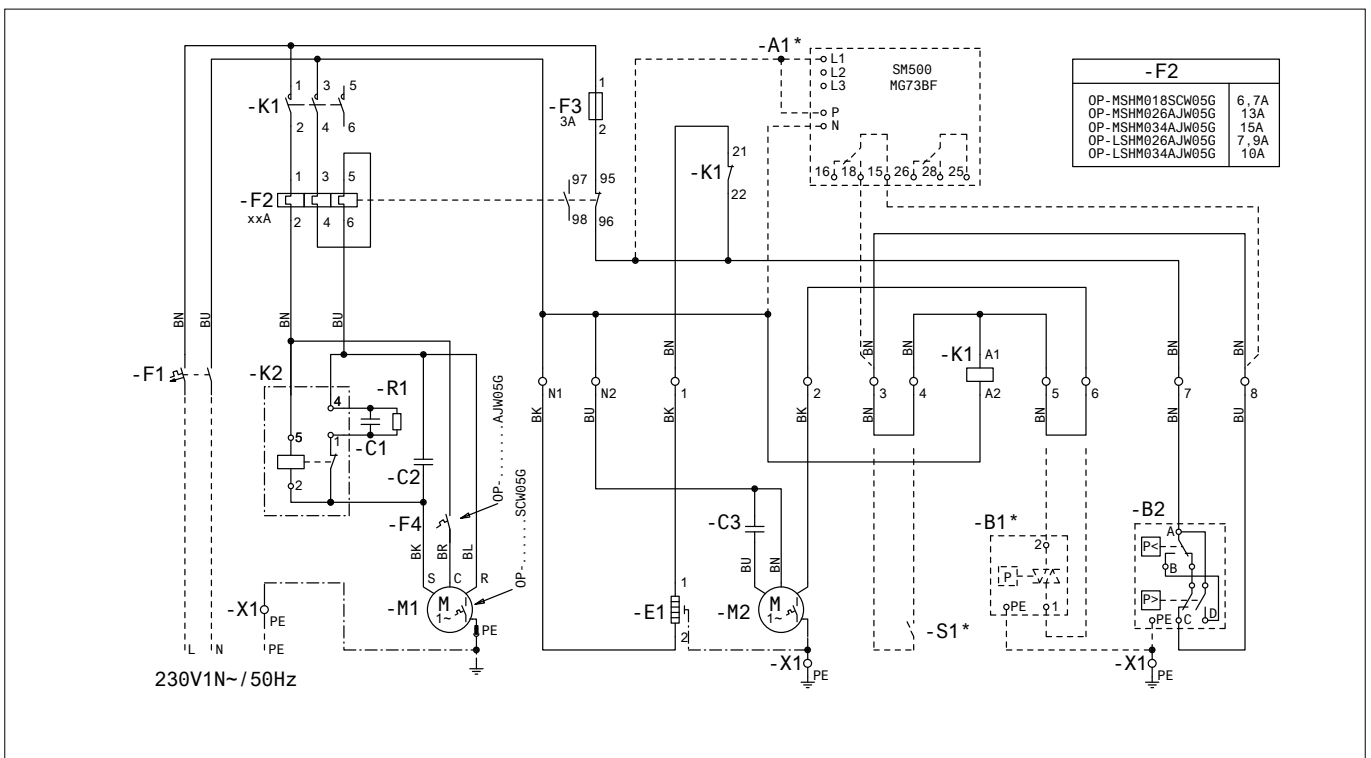 -A1*
L1
L2
L3
P
N
SM500
MG73BF
16 18 15 26 28 25
-F2
OP-MSHM018SCW05G 6,7A
OP-MSHM026AJW05G 13A
OP-MSHM034AJW05G 15A
OP-LSHM026AJW05G 7,9A
OP-LSHM034AJW05G 10A
-K1
1 3 5
2 4 6
-F3
3A
1
2
-K1
21
22
-F2
xxA
1 3 5
2 4 6
97 95
98 96
BN BU BN BU BN BN BN BN BN
-F1
-K2
-R1
4
5
1
2
-C1
-C2
OP-......AJW05G
OP-.....SCW05G
N1 N2 1 2 3 4 5 6 7 8
-K1
A1
A2
BK BU BK BK BN BN BN BU
-F4
BK BR BL
S C R
-M1
M
1~
PE
-C3
BU BN
-M2
M
1~
-E1
1
2
-X1
PE
-S1*
-B1*
2
P
PE
1
-B2
A
P<
B
P>
PE C D
-X1
PE
-X1
PE
L N PE
230V1N~/50Hz